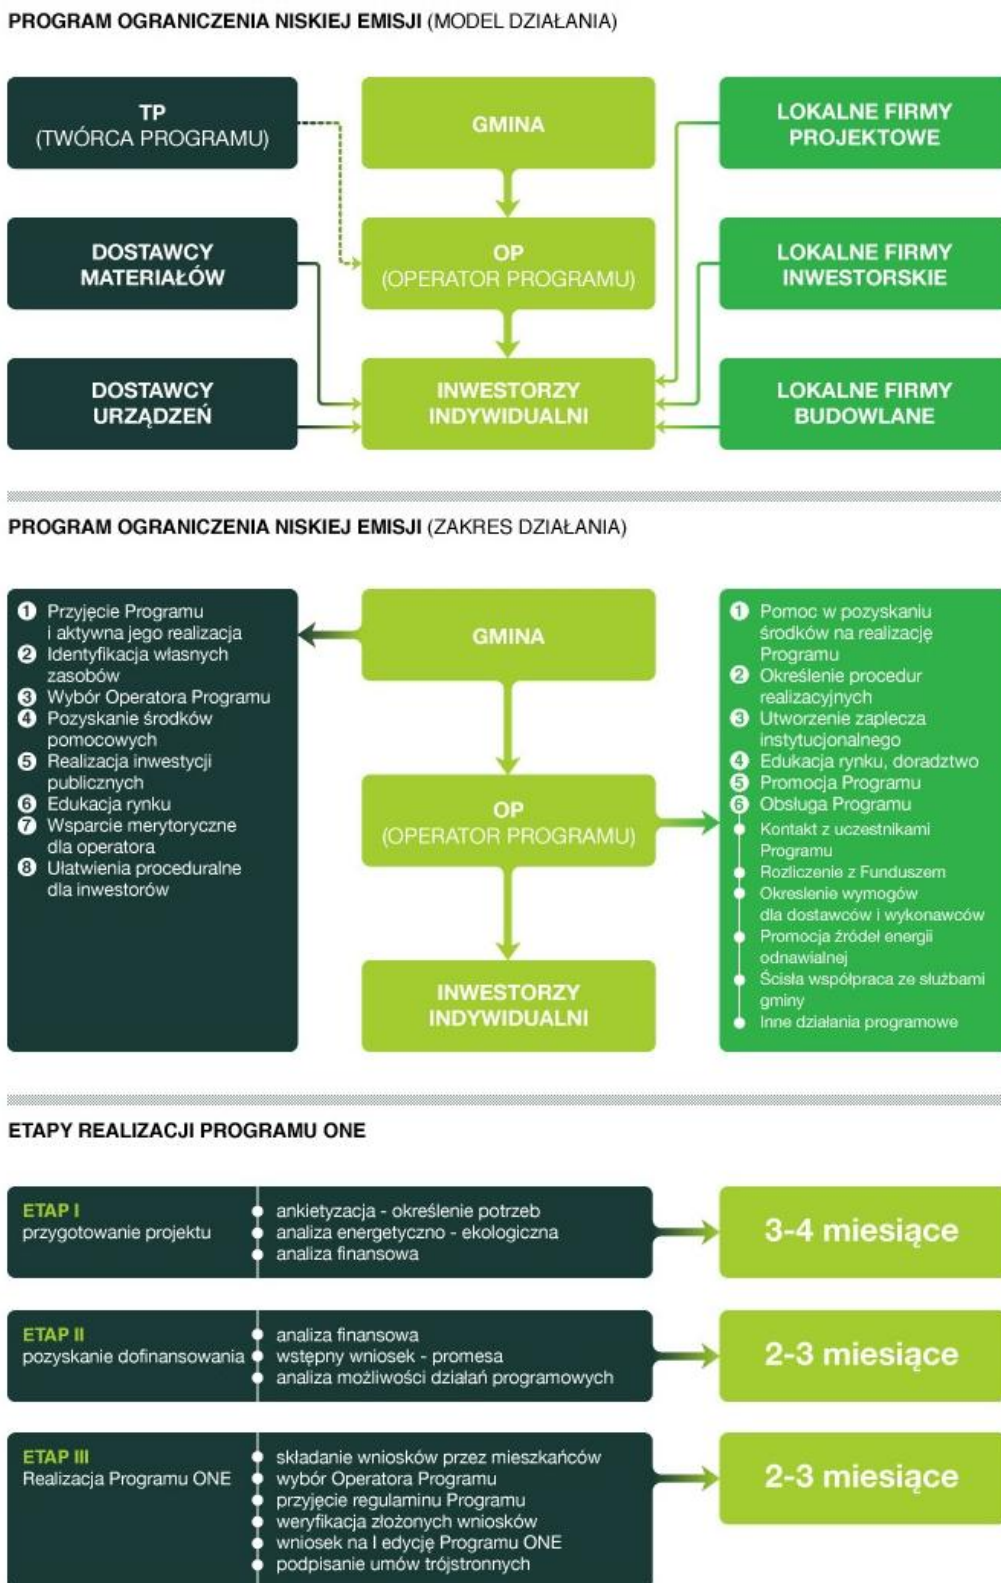 PROGRAM OGRANICZENIA NISKIEJ EMISJI (MODEL DZIAŁANIA)
TP
(TWÓRCA PROGRAMU)
GMINA
LOKALNE FIRMY
PROJEKTOWE
DOSTAWCY
MATERIAŁÓW
OP
(OPERATOR PROGRAMU)
LOKALNE FIRMY
INWESTORSKIE
DOSTAWCY
URZĄDZEŃ
INWESTORZY
INDYWIDUALNI
LOKALNE FIRMY
BUDOWLANE
PROGRAM OGRANICZENIA NISKIEJ EMISJI (ZAKRES DZIAŁANIA)
1 Przyjęcie Programu
i aktywna jego realizacja
2 Identyfikacja własnych
zasobów
3 Wybór Operatora Programu
4 Pozyskanie środków
pomocowych
5 Realizacja inwestycji
publicznych
6 Edukacja rynku
7 Wsparcie merytoryczne
dla operatora
8 Ułatwienia proceduralne
dla inwestorów
GMINA
OP
(OPERATOR PROGRAMU)
INWESTORZY
INDYWIDUALNI
1 Pomoc w pozyskaniu
środków na realizację
Programu
2 Określenie procedur
realizacyjnych
3 Utworzenie zaplecza
instytucjonalnego
4 Edukacja rynku, doradztwo
5 Promocja Programu
6 Obsługa Programu
Kontakt z uczestnikami
Programu
Rozliczenie z Funduszem
Okreslenie wymogów
dla dostawców i wykonawców
Promocja źródeł energii
odnawialnej
Ścisła współpraca ze służbami
gminy
Inne działania programowe
ETAPY REALIZACJI PROGRAMU ONE
ETAP I
przygotowanie projektu
ankietyzacja - określenie potrzeb
analiza energetyczno - ekologiczna
analiza finansowa
3-4 miesiące
ETAP II
pozyskanie dofinansowania
analiza finansowa
wstępny wniosek - promesa
analiza możliwości działań programowych
2-3 miesiące
ETAP III
Realizacja Programu ONE
składanie wniosków przez mieszkańców
wybór Operatora Programu
przyjęcie regulaminu Programu
weryfikacja złożonych wniosków
wniosek na I edycję Programu ONE
podpisanie umów trójstronnych
2-3 miesiące